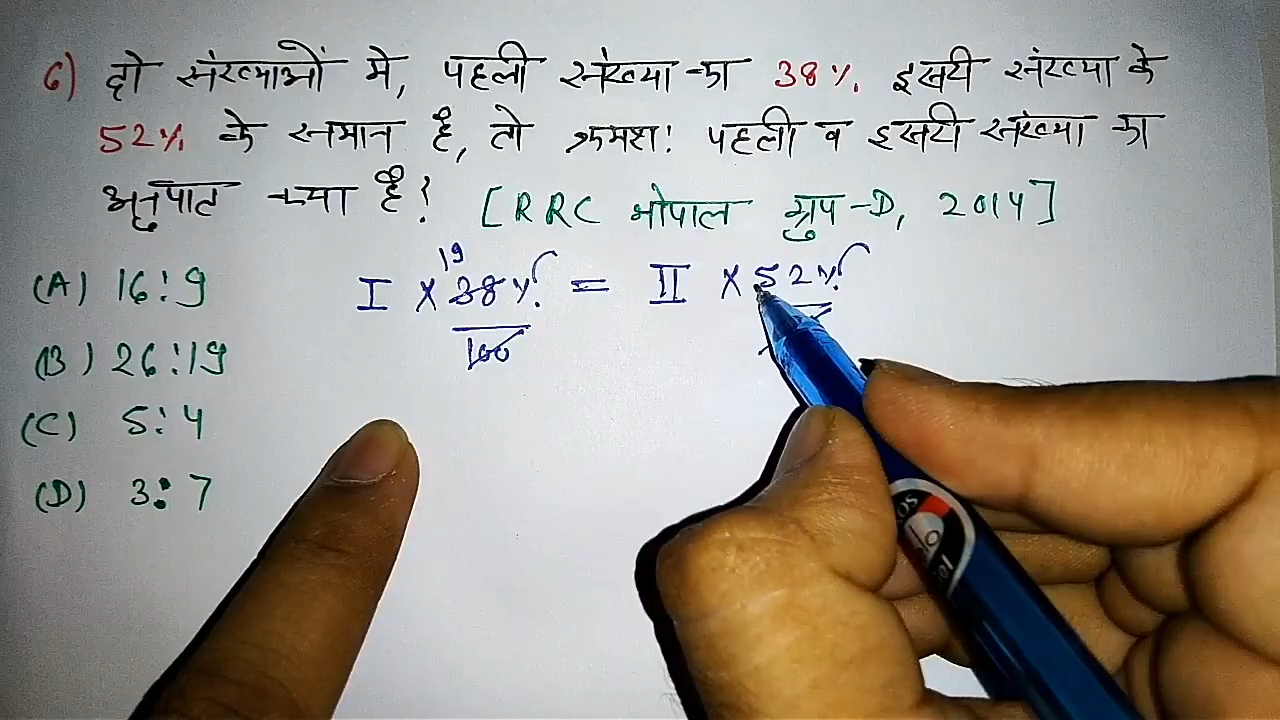 6) दो संख्याओं मे, पहली संख्या का 38% दूसरी संख्या के
52% के समान है, तो क्रमशः पहली व दूसरी संख्या का
अनुपात क्या है?   [RRC भोपाल ग्रुप-D, 2014]
(A) 16:9
(B) 26:19
(C) 5:4
(D) 3:7
19
I × 38% = II × 52%
100